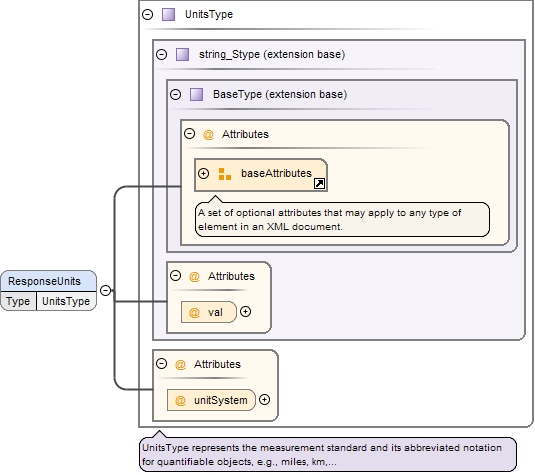 UnitsType
string_Stype (extension base)
BaseType (extension base)
@ Attributes
baseAttributes
A set of optional attributes that may apply to any type of
element in an XML document.
@ Attributes
@ val
ResponseUnits
Type UnitsType
@ Attributes
@ unitSystem
UnitsType represents the measurement standard and its abbreviated notation
for quantifiable objects, e.g., miles, km,...